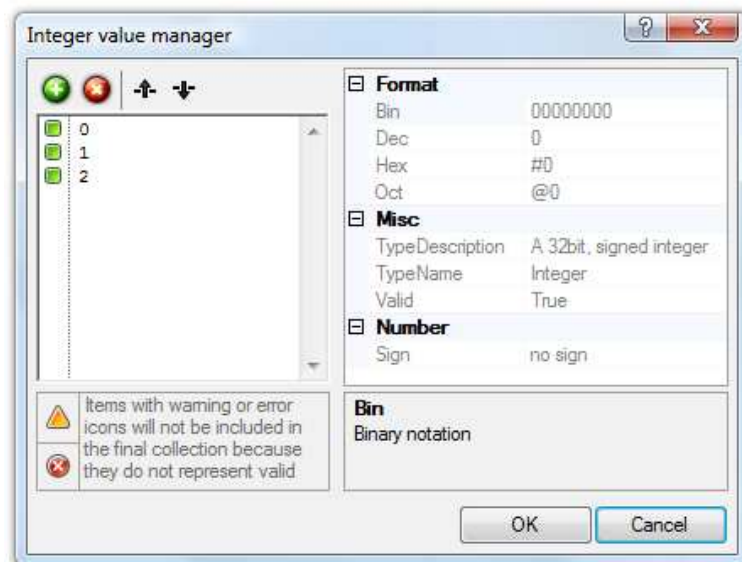 Integer value manager
0
1
2
Items with warning or error
icons will not be included in
the final collection because
they do not represent valid
Format
Bin 00000000
Dec 0
Hex #0
Oct @0
Misc
TypeDescription A 32bit, signed integer
TypeName Integer
Valid True
Number
Sign no sign
Bin
Binary notation
OK Cancel